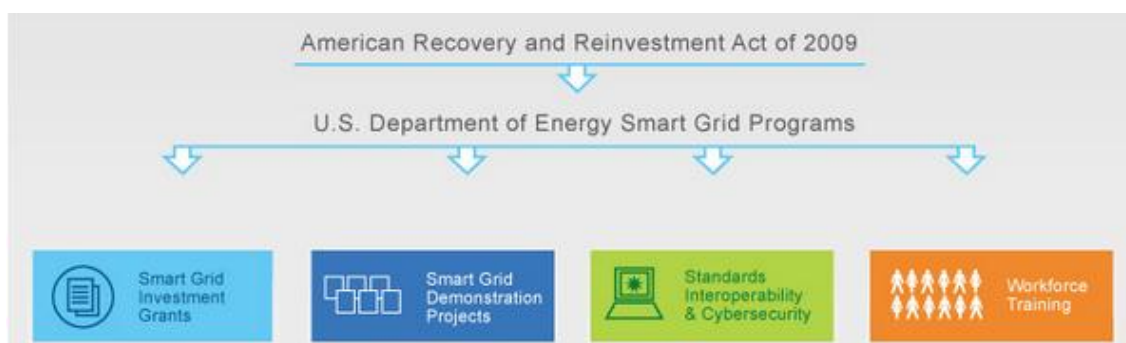 American Recovery and Reinvestment Act of 2009
U.S. Department of Energy Smart Grid Programs
Smart Grid
Investment
Grants
Smart Grid
Demonstration
Projects
Standards
Interoperability
& Cybersecurity
Workforce
Training